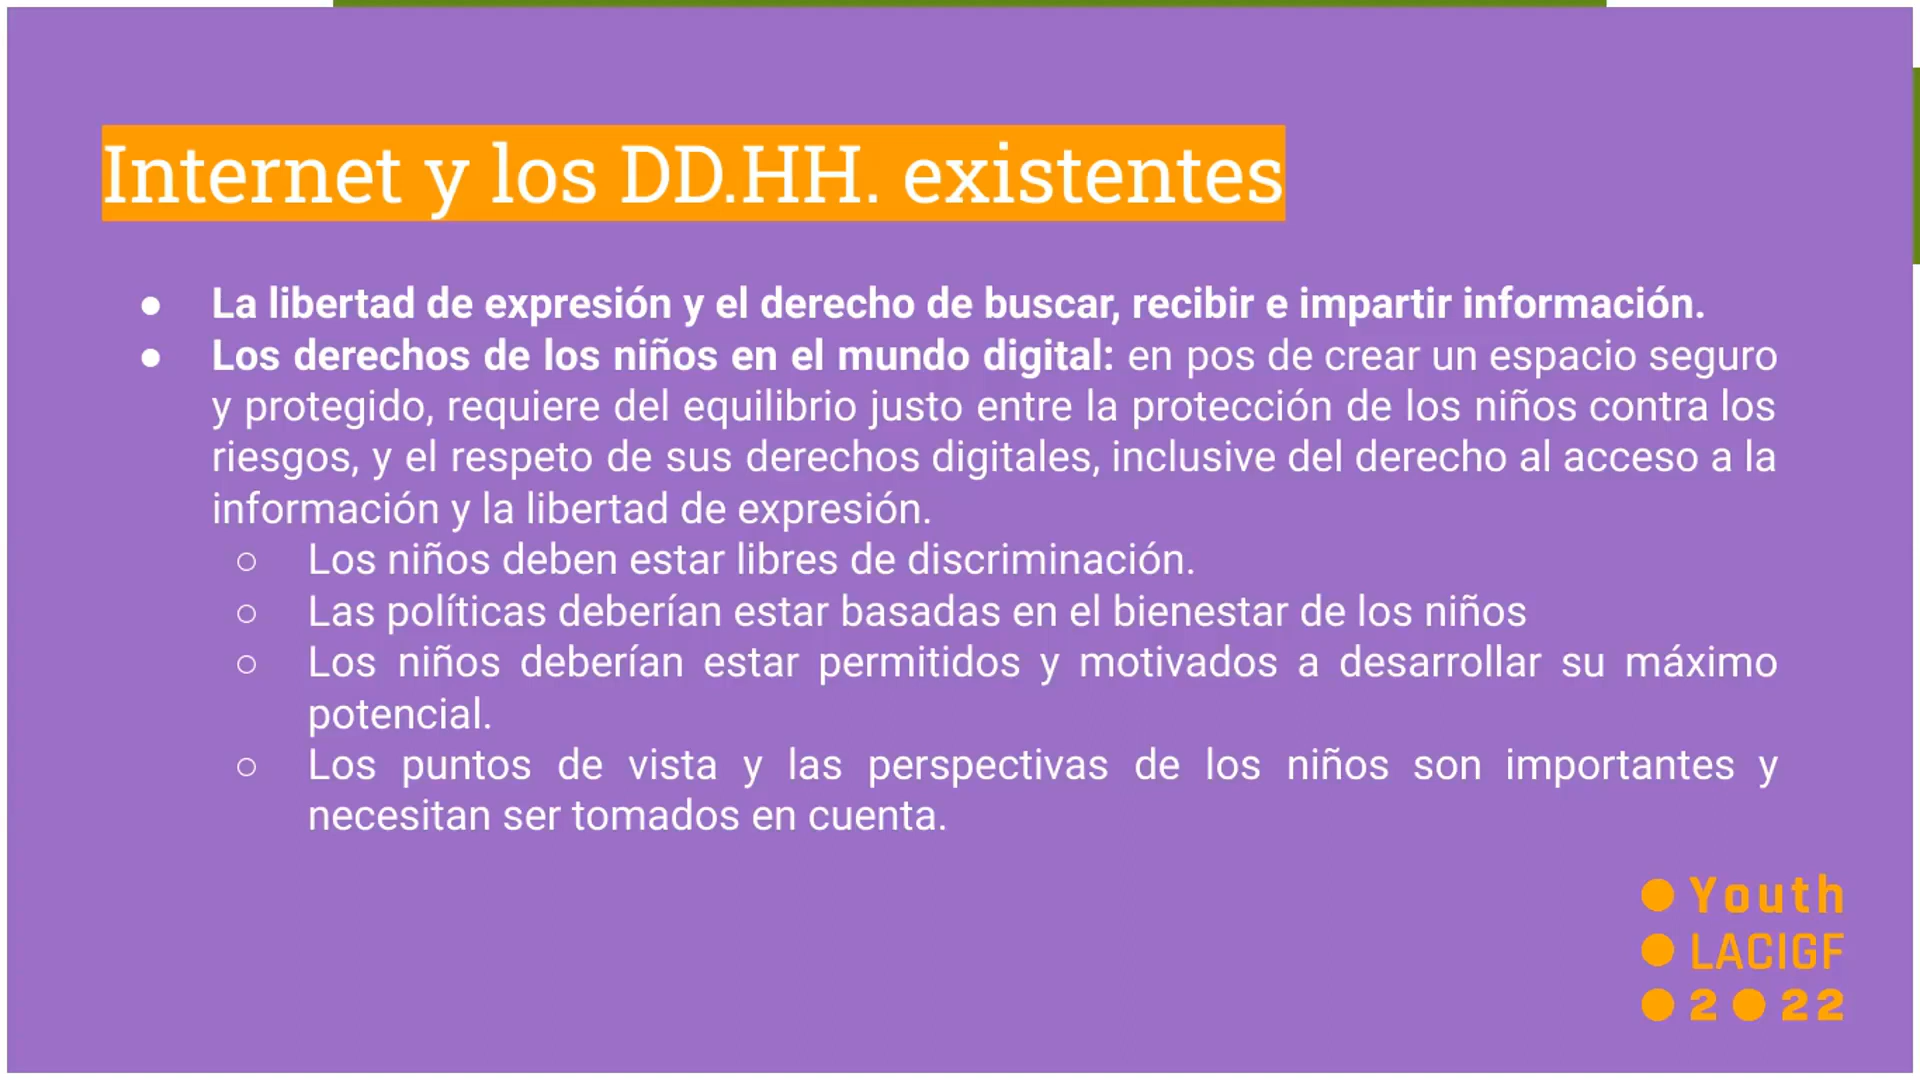 Internet y los DD.HH. existentes
● La libertad de expresión y el derecho de buscar, recibir e impartir información.
● Los derechos de los niños en el mundo digital: en pos de crear un espacio seguro
y protegido, requiere del equilibrio justo entre la protección de los niños contra los
riesgos, y el respeto de sus derechos digitales, inclusive del derecho al acceso a la
información y la libertad de expresión.
○ Los niños deben estar libres de discriminación.
○ Las políticas deberían estar basadas en el bienestar de los niños
○ Los niños deberían estar permitidos y motivados a desarrollar su máximo
potencial.
○ Los puntos de vista y las perspectivas de los niños son importantes y
necesitan ser tomados en cuenta.
Youth
LACIGF
2022